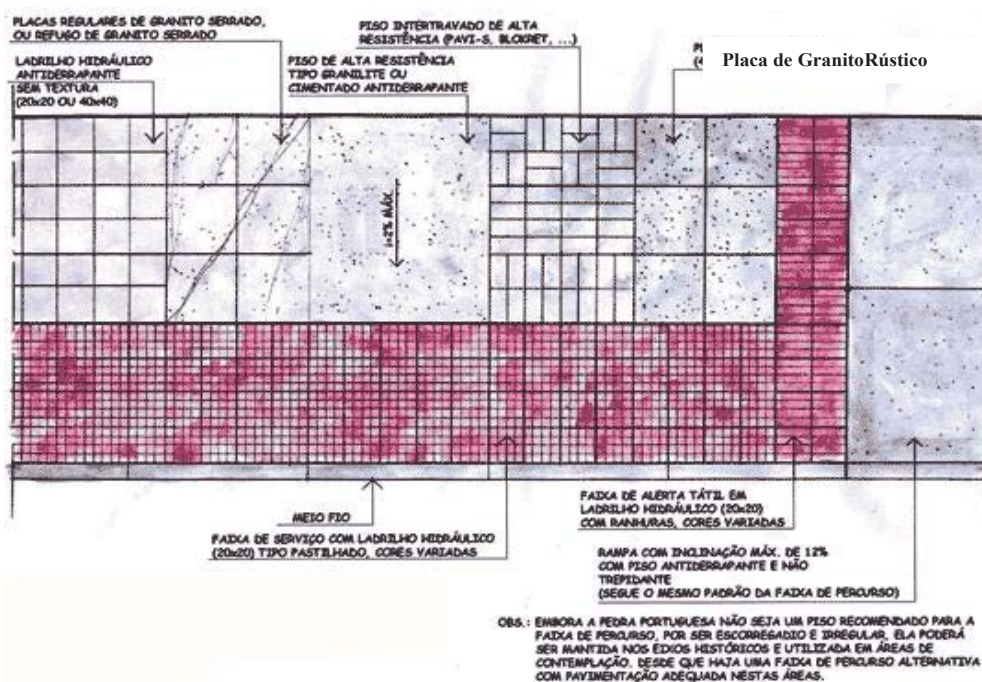 PLACAS REGULARES DE GRANITO SERRADO,
OU REFUGO DE GRANITO SERRADO
LADRILHO HIDRÁULICO
ANTIDERRAPANTE
SEM TEXTURA
(20x20 OU 40x40)
PISO DE ALTA RESISTÊNCIA
TIPO GRANILITE OU
CIMENTADO ANTIDERRAPANTE
PISO INTERTRAVADO DE ALTA
RESISTÊNCIA (PAVI-S, BLOKRET, ...)
Placa de GranitoRústico
i=2% MÁX.
MEIO FIO
FAIXA DE SERVIÇO COM LADRILHO HIDRÁULICO
(20x20) TIPO PASTILHADO, CORES VARIADAS
FAIXA DE ALERTA TÁTIL EM
LADRILHO HIDRÁULICO (20x20)
COM RANHURAS, CORES VARIADAS
RAMPA COM INCLINAÇÃO MÁX. DE 12%
COM PISO ANTIDERRAPANTE E NÃO
TREPIDANTE
(SEGUE O MESMO PADRÃO DA FAIXA DE PERCURSO)
OBS.: EMBORA A PEDRA PORTUGUESA NÃO SEJA UM PISO RECOMENDADO PARA A
FAIXA DE PERCURSO, POR SER ESCORREGADIO E IRREGULAR, ELA PODERÁ
SER MANTIDA NOS EIXOS HISTÓRICOS E UTILIZADA EM ÁREAS DE
CONTEMPLAÇÃO, DESDE QUE HAJA UMA FAIXA DE PERCURSO ALTERNATIVA
COM PAVIMENTAÇÃO ADEQUADA NESTAS ÁREAS.